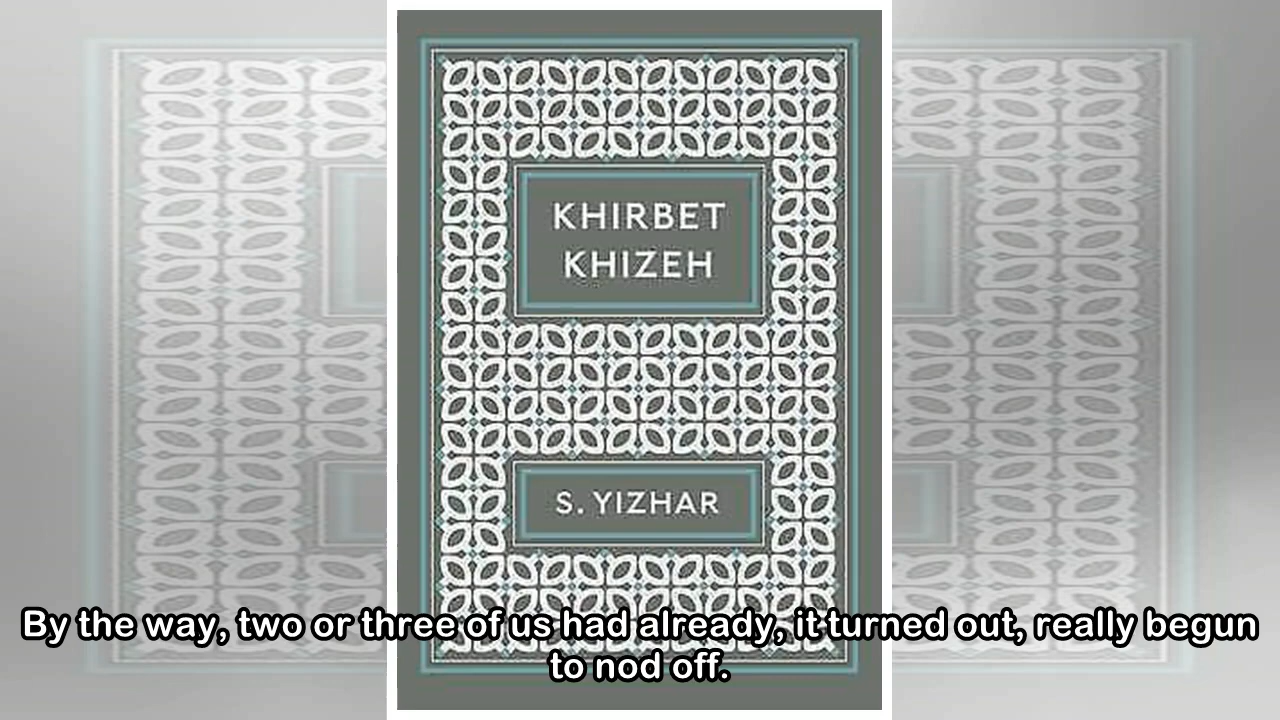 KHIRBET
KHIZEH
S. YIZHAR
By the way, two or three of us had already, it turned out, really begun
to nod off.